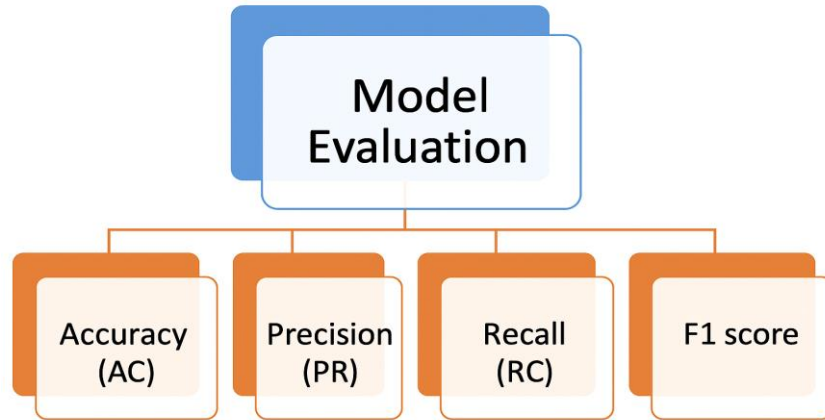 Model
Evaluation
Accuracy
(AC)
Precision
(PR)
Recall
(RC)
F1 score